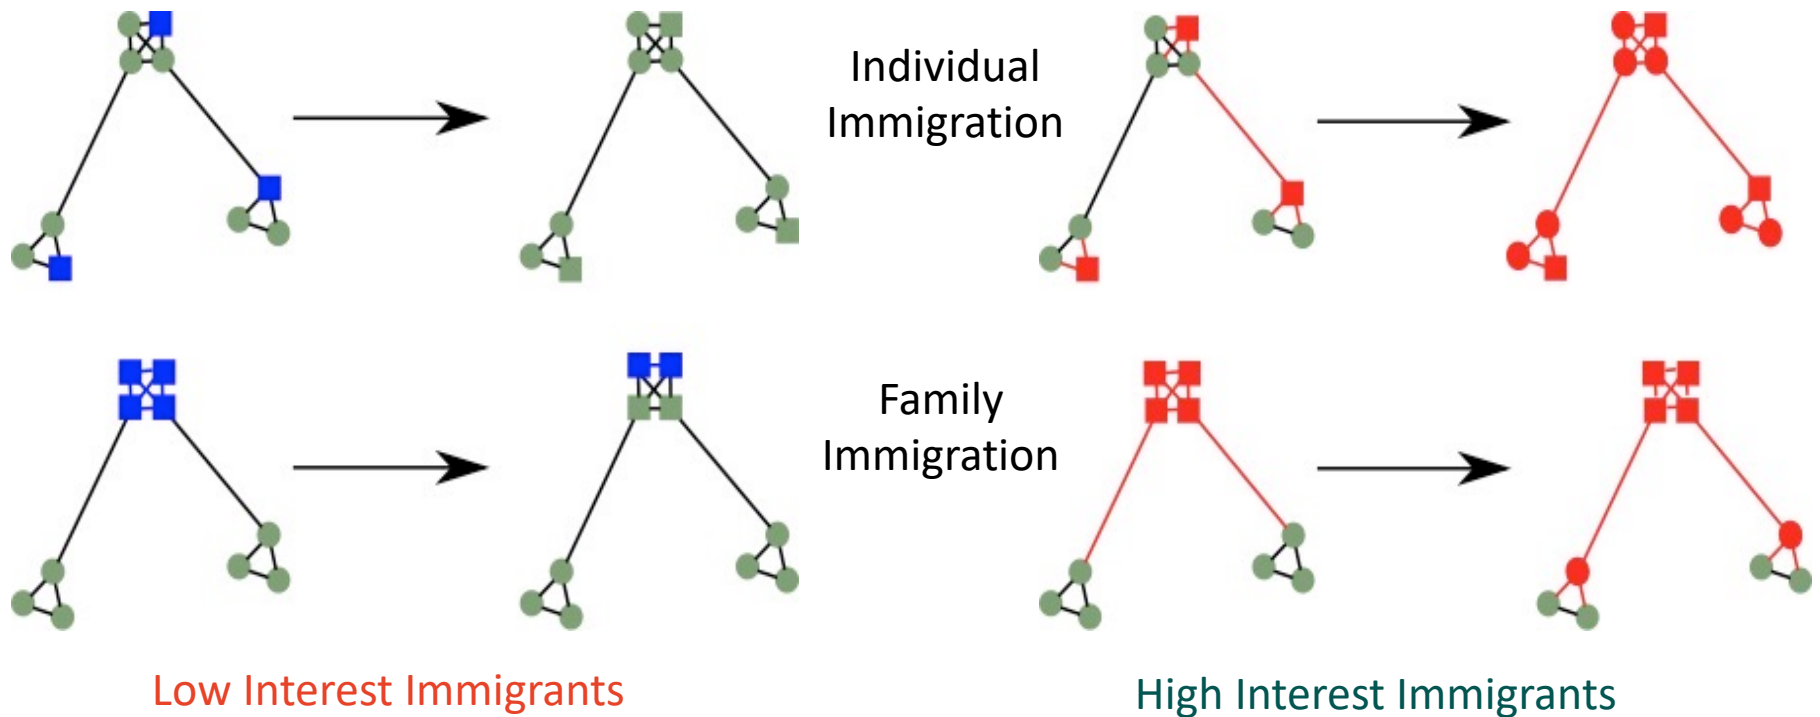 Individual
Immigration
Family
Immigration
Low Interest Immigrants
High Interest Immigrants